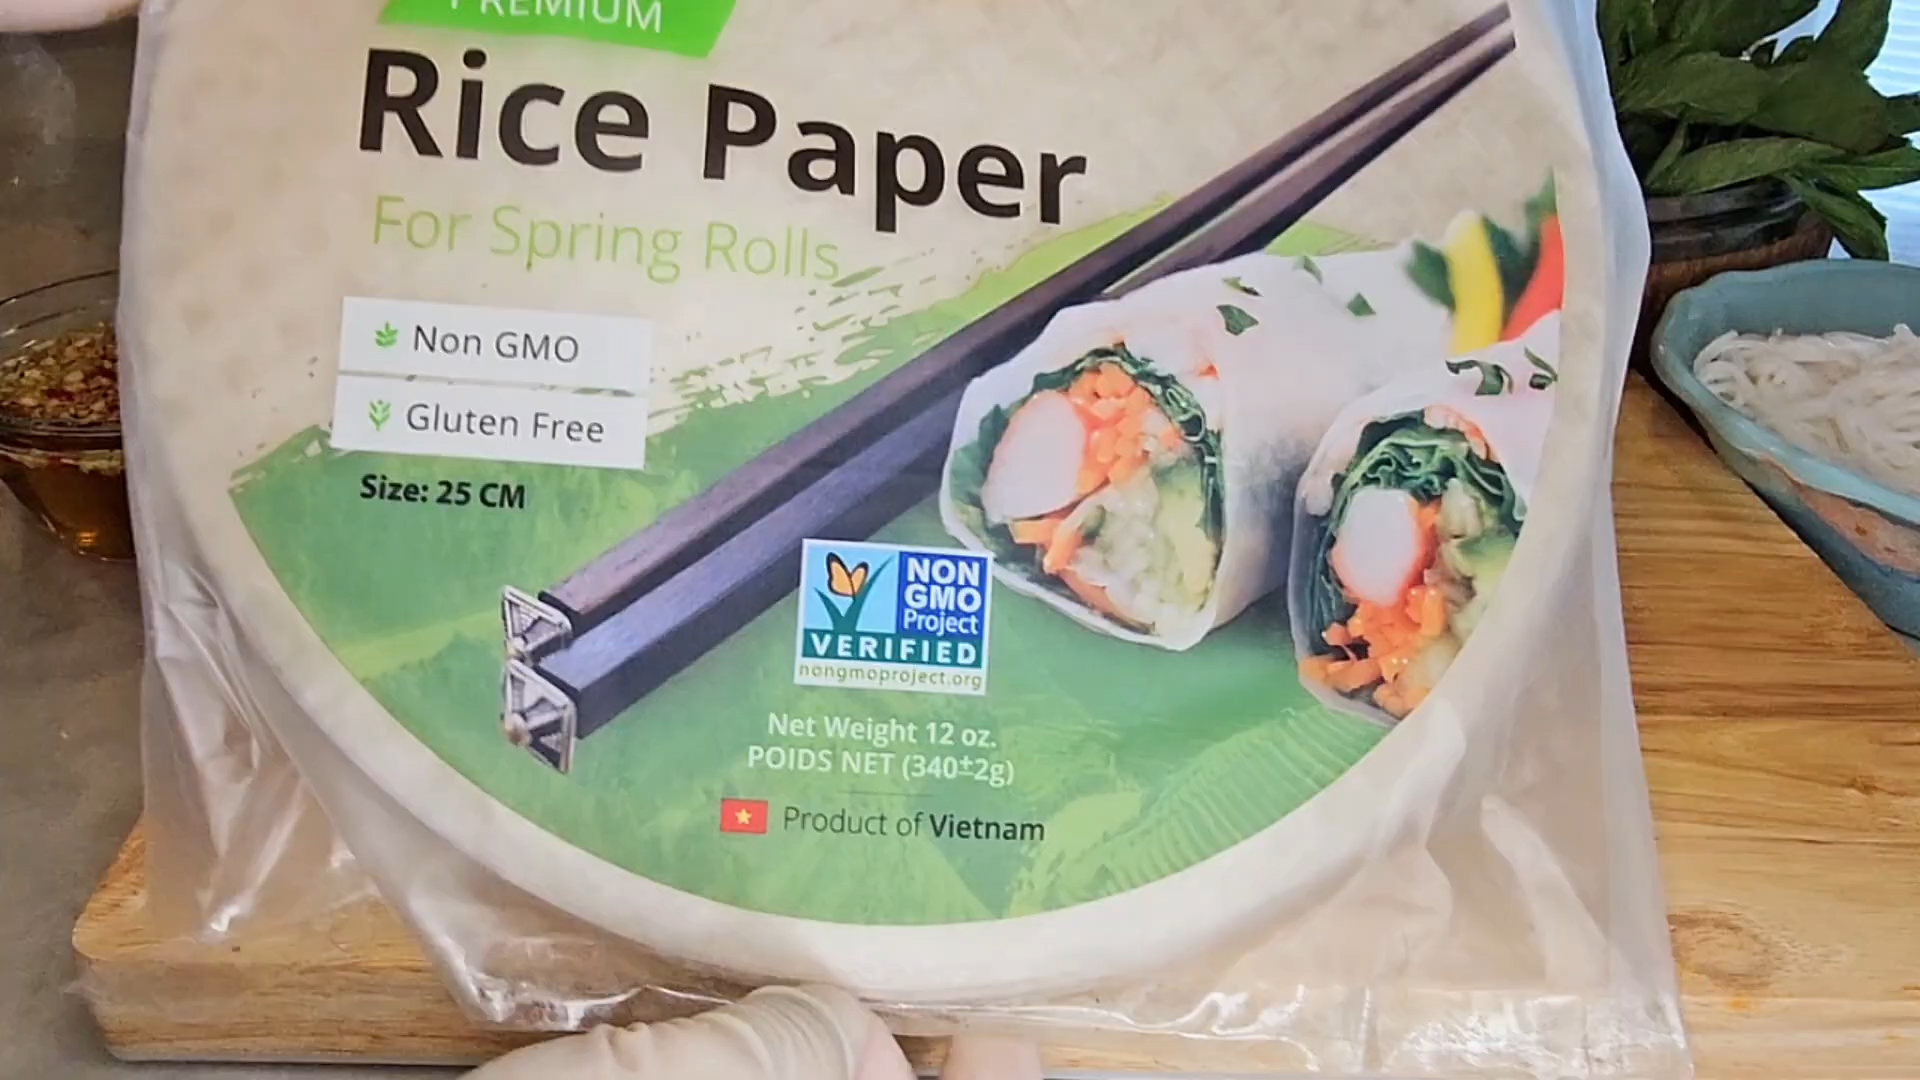 PREMIUM
Rice Paper
For Spring Rolls
Non GMO
Gluten Free
Size: 25 CM
NON
GMO
Project
VERIFIED
nongmoproject.org
Net Weight 12 oz.
POIDS NET (340±2g)
Product of Vietnam